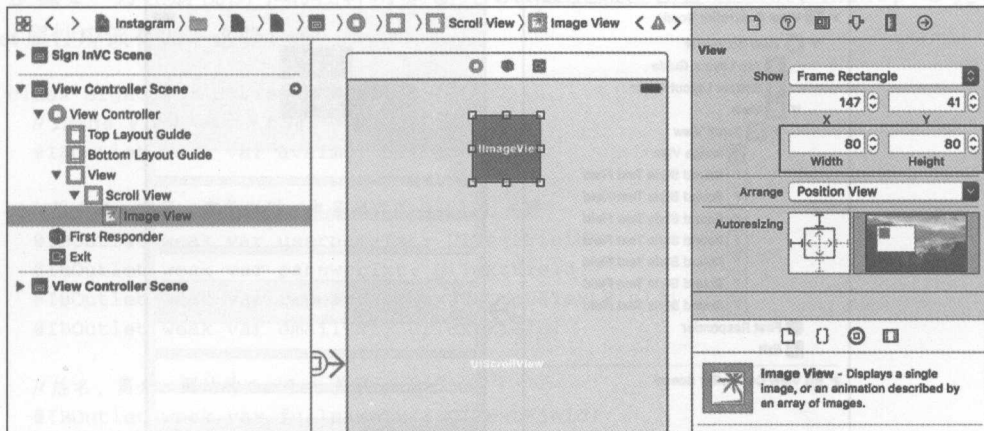 Instagram
Scroll View
Image View
Sign InVC Scene
View Controller Scene
View Controller
Top Layout Guide
Bottom Layout Guide
View
Scroll View
Image View
First Responder
Exit
View Controller Scene
UIImageView
UIScrollView
View
Show
Frame Rectangle
147
41
X
Y
80
80
Width
Height
Arrange
Position View
Autoresizing
Image View - Displays a single
image, or an animation described by
an array of images.